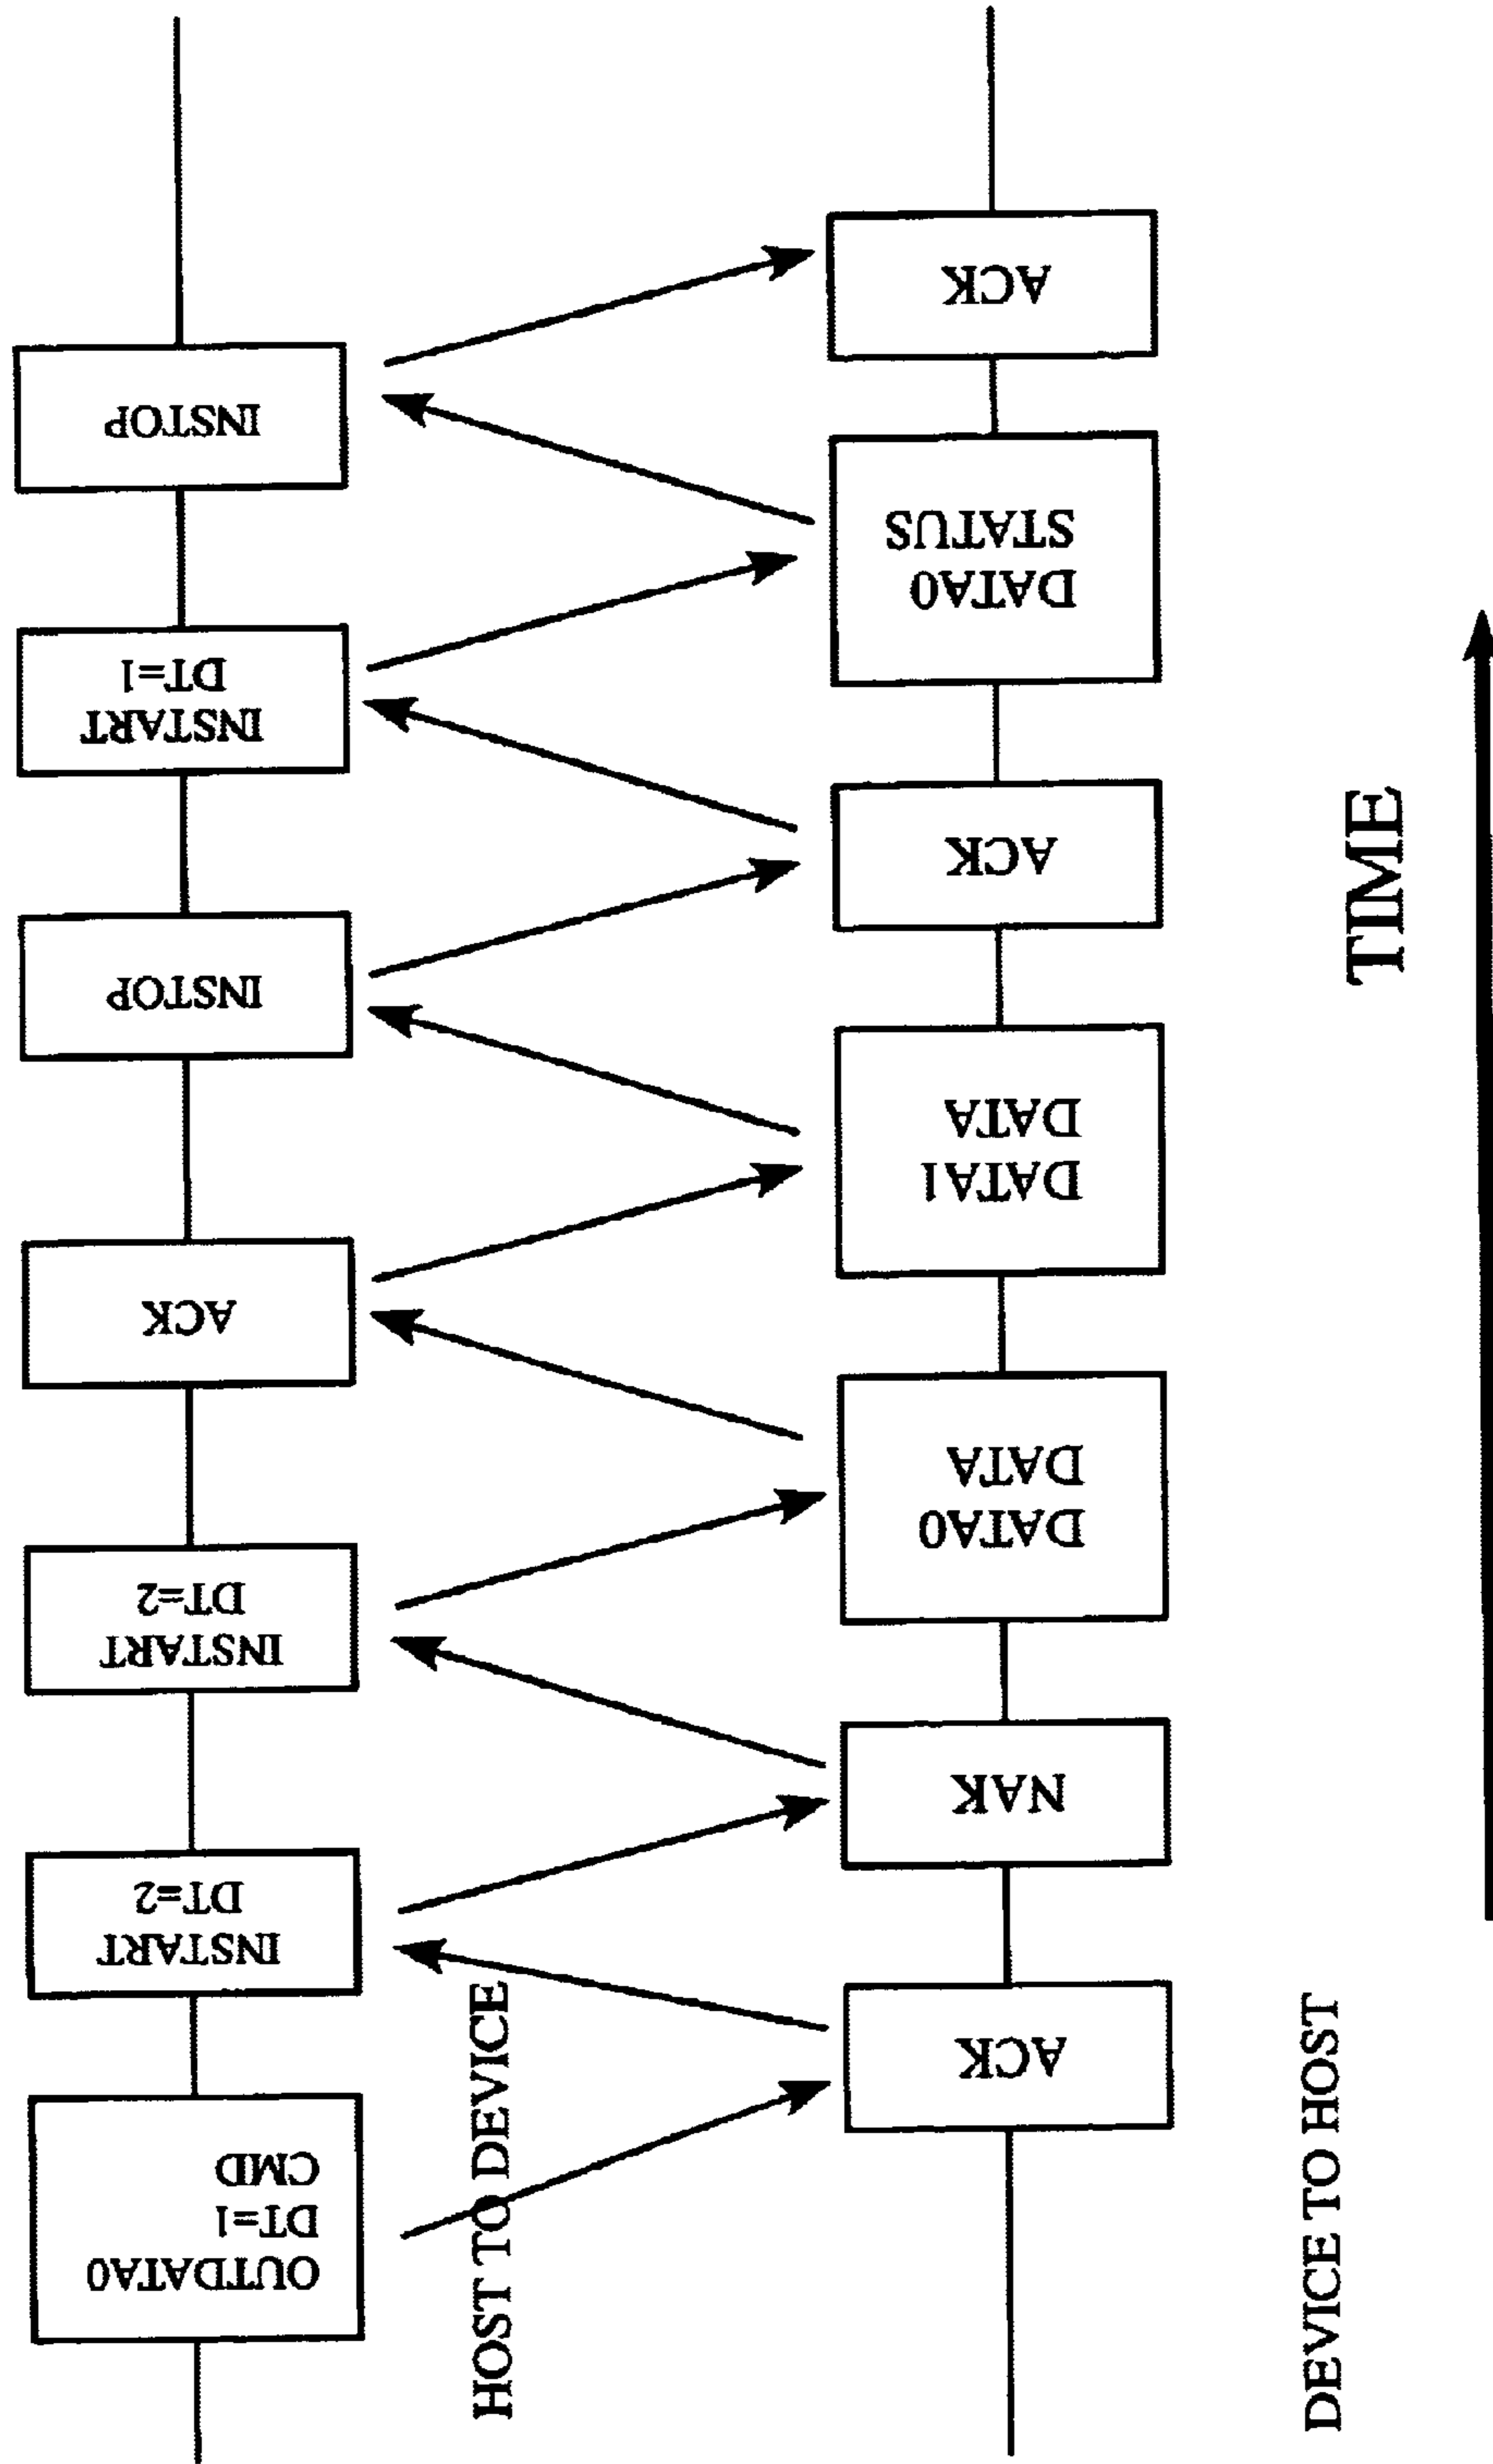 OUTDATA0
DT=1
CMD
INSTART
DT=2
INSTART
DT=2
ACK
INSTOP
INSTART
DT=1
INSTOP
HOST TO DEVICE
ACK
NAK
DATA0
DATA
DATA1
DATA
ACK
DATA0
STATUS
ACK
DEVICE TO HOST
TIME